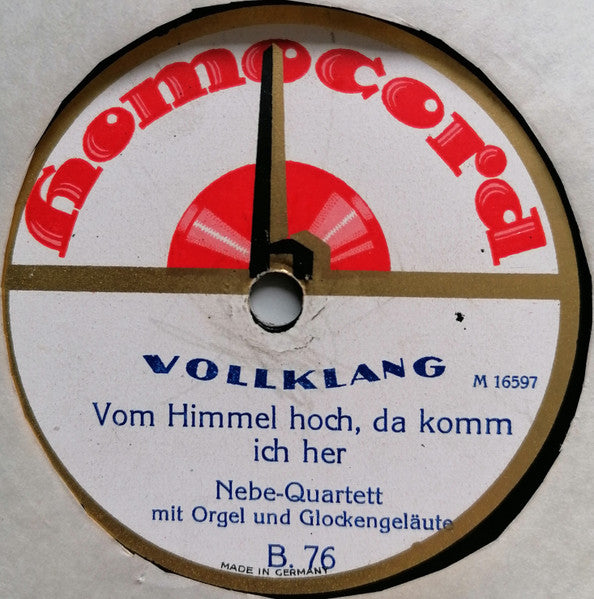 homocord
VOLLKLANG
M 16597
Vom Himmel hoch, da komm
ich her
Nebe-Quartett
mit Orgel und Glockengeläute
B. 76
MADE IN GERMANY